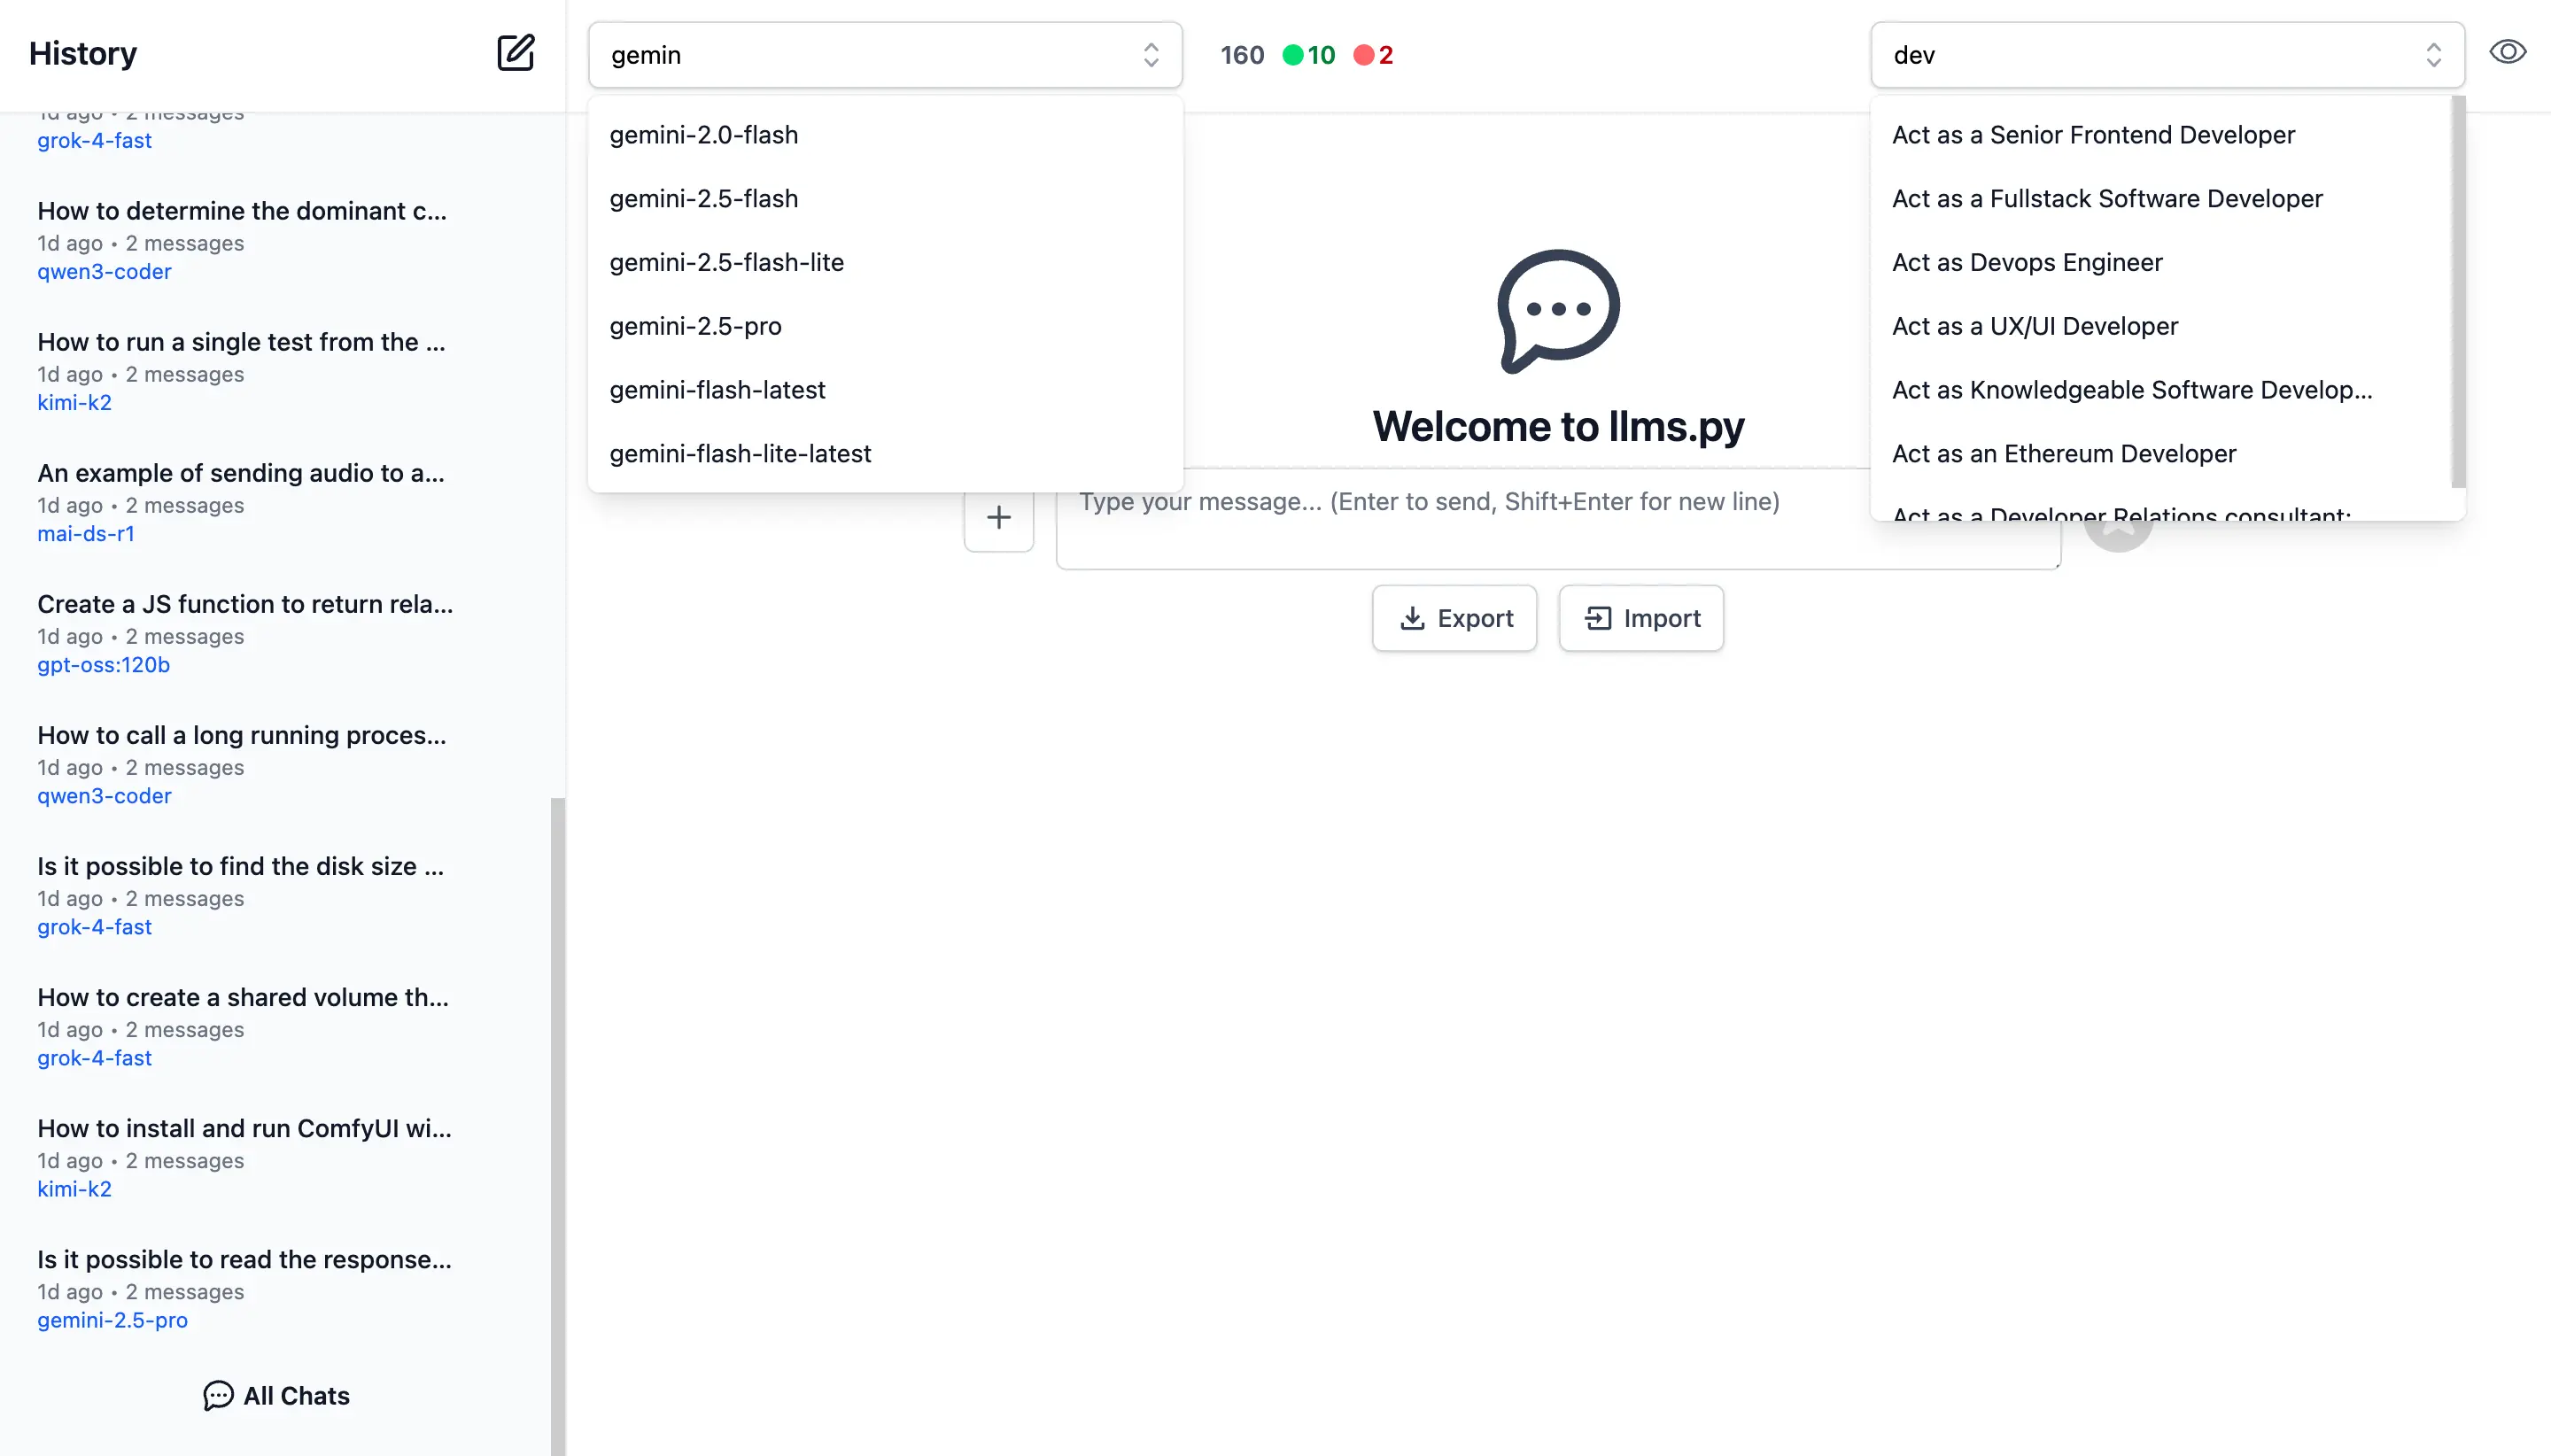 History
1d ago • 2 messages
grok-4-fast
How to determine the dominant c...
1d ago • 2 messages
qwen3-coder
How to run a single test from the ...
1d ago • 2 messages
kimi-k2
An example of sending audio to a...
1d ago • 2 messages
mai-ds-r1
Create a JS function to return rela...
1d ago • 2 messages
gpt-oss:120b
How to call a long running proces...
1d ago • 2 messages
qwen3-coder
Is it possible to find the disk size ...
1d ago • 2 messages
grok-4-fast
How to create a shared volume th...
1d ago • 2 messages
grok-4-fast
How to install and run ComfyUI wi...
1d ago • 2 messages
kimi-k2
Is it possible to read the response...
1d ago • 2 messages
gemini-2.5-pro
All Chats
gemin
160 10 2
gemini-2.0-flash
gemini-2.5-flash
gemini-2.5-flash-lite
gemini-2.5-pro
gemini-flash-latest
gemini-flash-lite-latest
dev
Act as a Senior Frontend Developer
Act as a Fullstack Software Developer
Act as Devops Engineer
Act as a UX/UI Developer
Act as Knowledgeable Software Develop...
Act as an Ethereum Developer
Act as a Developer Relations consultant:
Welcome to llms.py
Type your message... (Enter to send, Shift+Enter for new line)
Export
Import